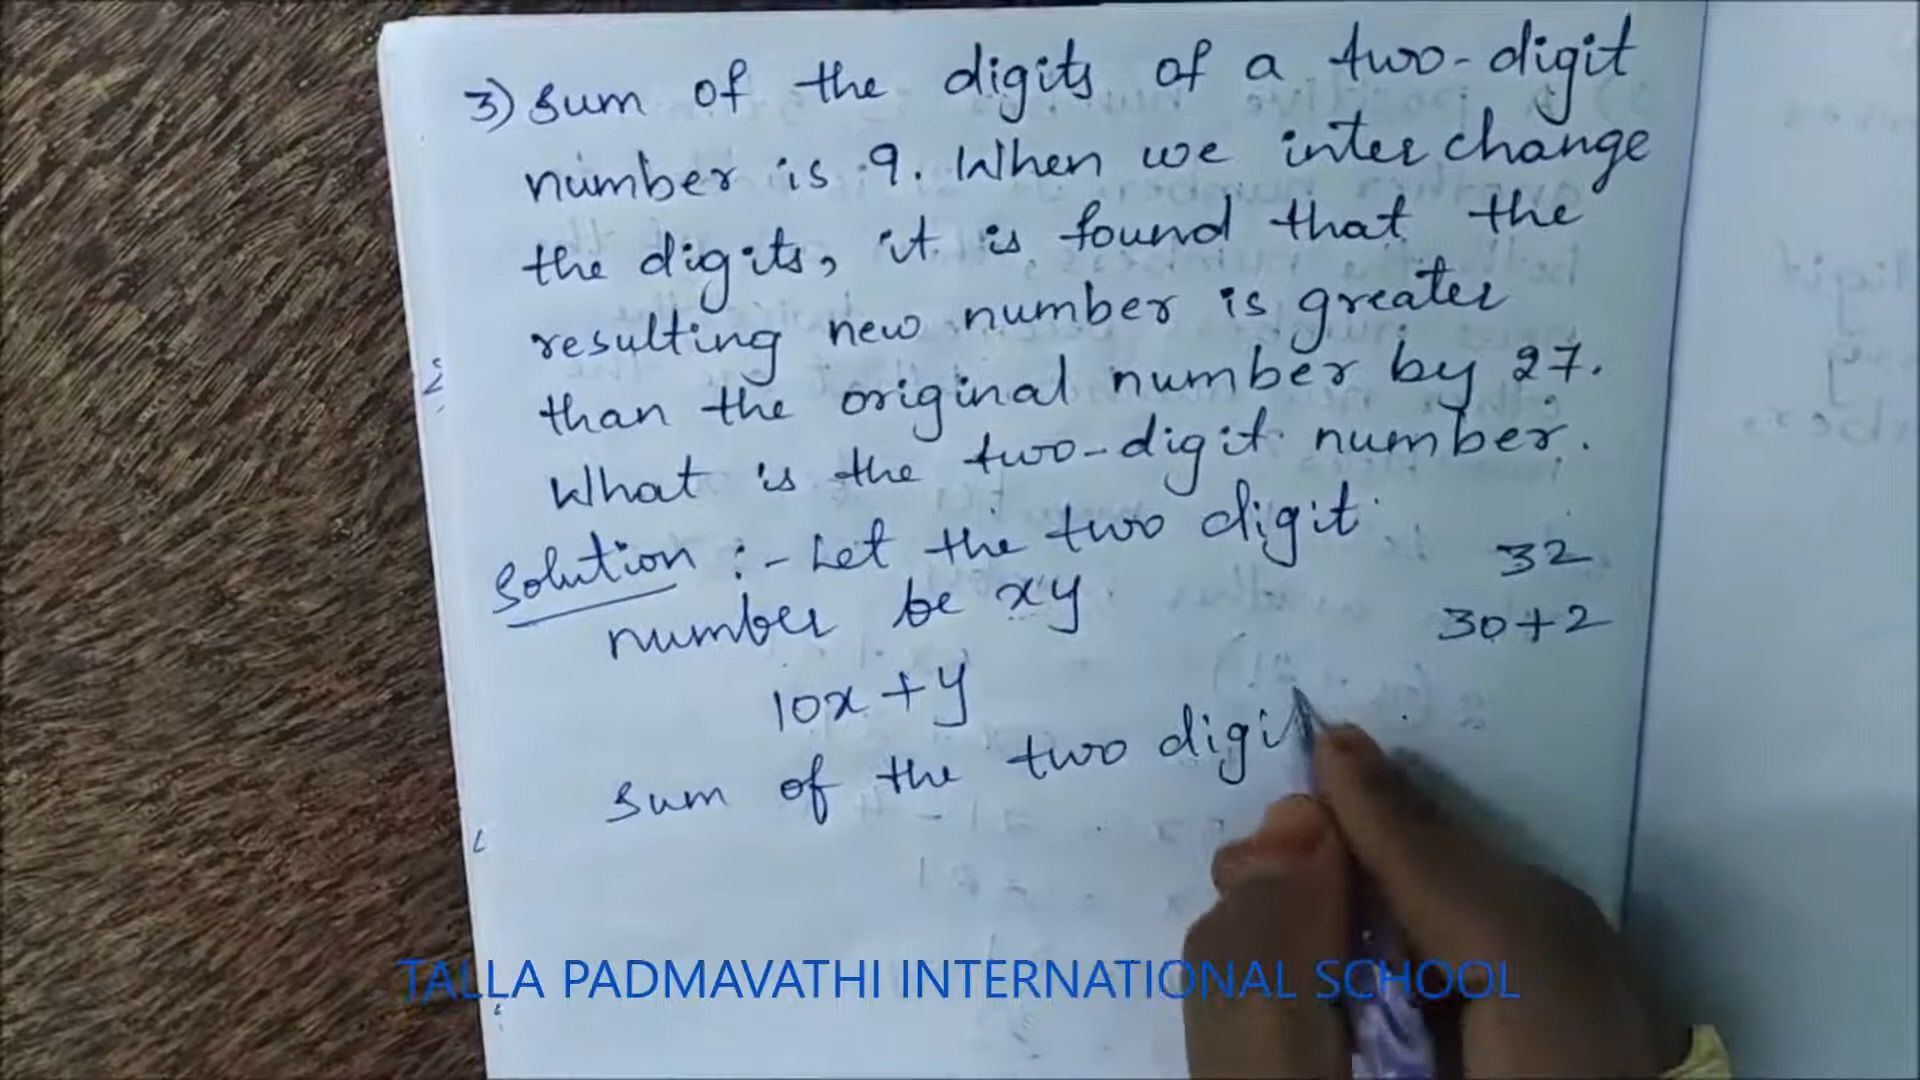 3) Sum of the digits of a two-digit
number is 9. When we interchange
the digits, it is found that the
resulting new number is greater
than the original number by 27.
What is the two-digit number.
Solution :- Let the two digit
number be xy
32
30+2
10x+y
Sum of the two digi
TALLA PADMAVATHI INTERNATIONAL SCHOOL